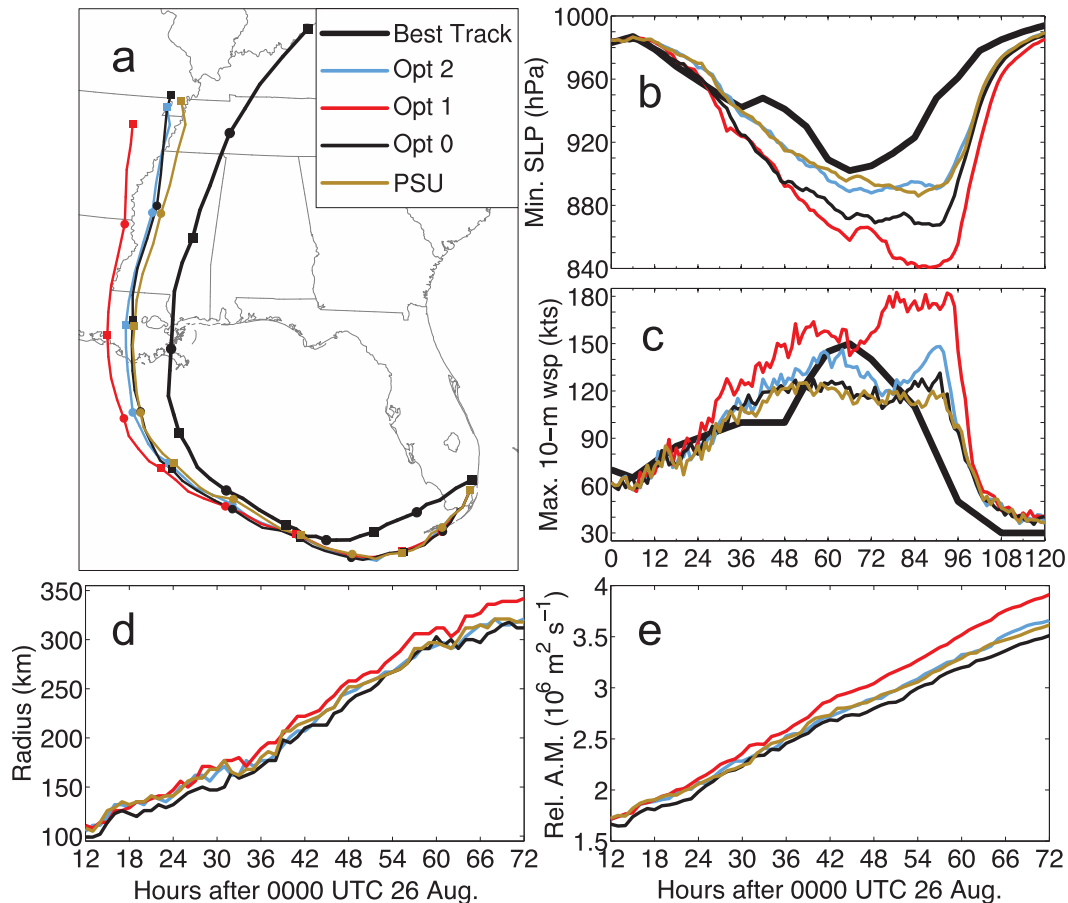 a
Best Track
Opt 2
Opt 1
Opt 0
PSU
b
Min. SLP (hPa)
1000
960
920
880
840
c
Max. 10−m wsp (kts)
180
150
120
90
60
30
0 12 24 36 48 60 72 84 96 108 120
d
Radius (km)
350
300
250
200
150
100
12 18 24 30 36 42 48 54 60 66 72
Hours after 0000 UTC 26 Aug.
e
Rel. A.M. (10⁶ m² s⁻¹)
4
3.5
3
2.5
2
1.5
12 18 24 30 36 42 48 54 60 66 72
Hours after 0000 UTC 26 Aug.